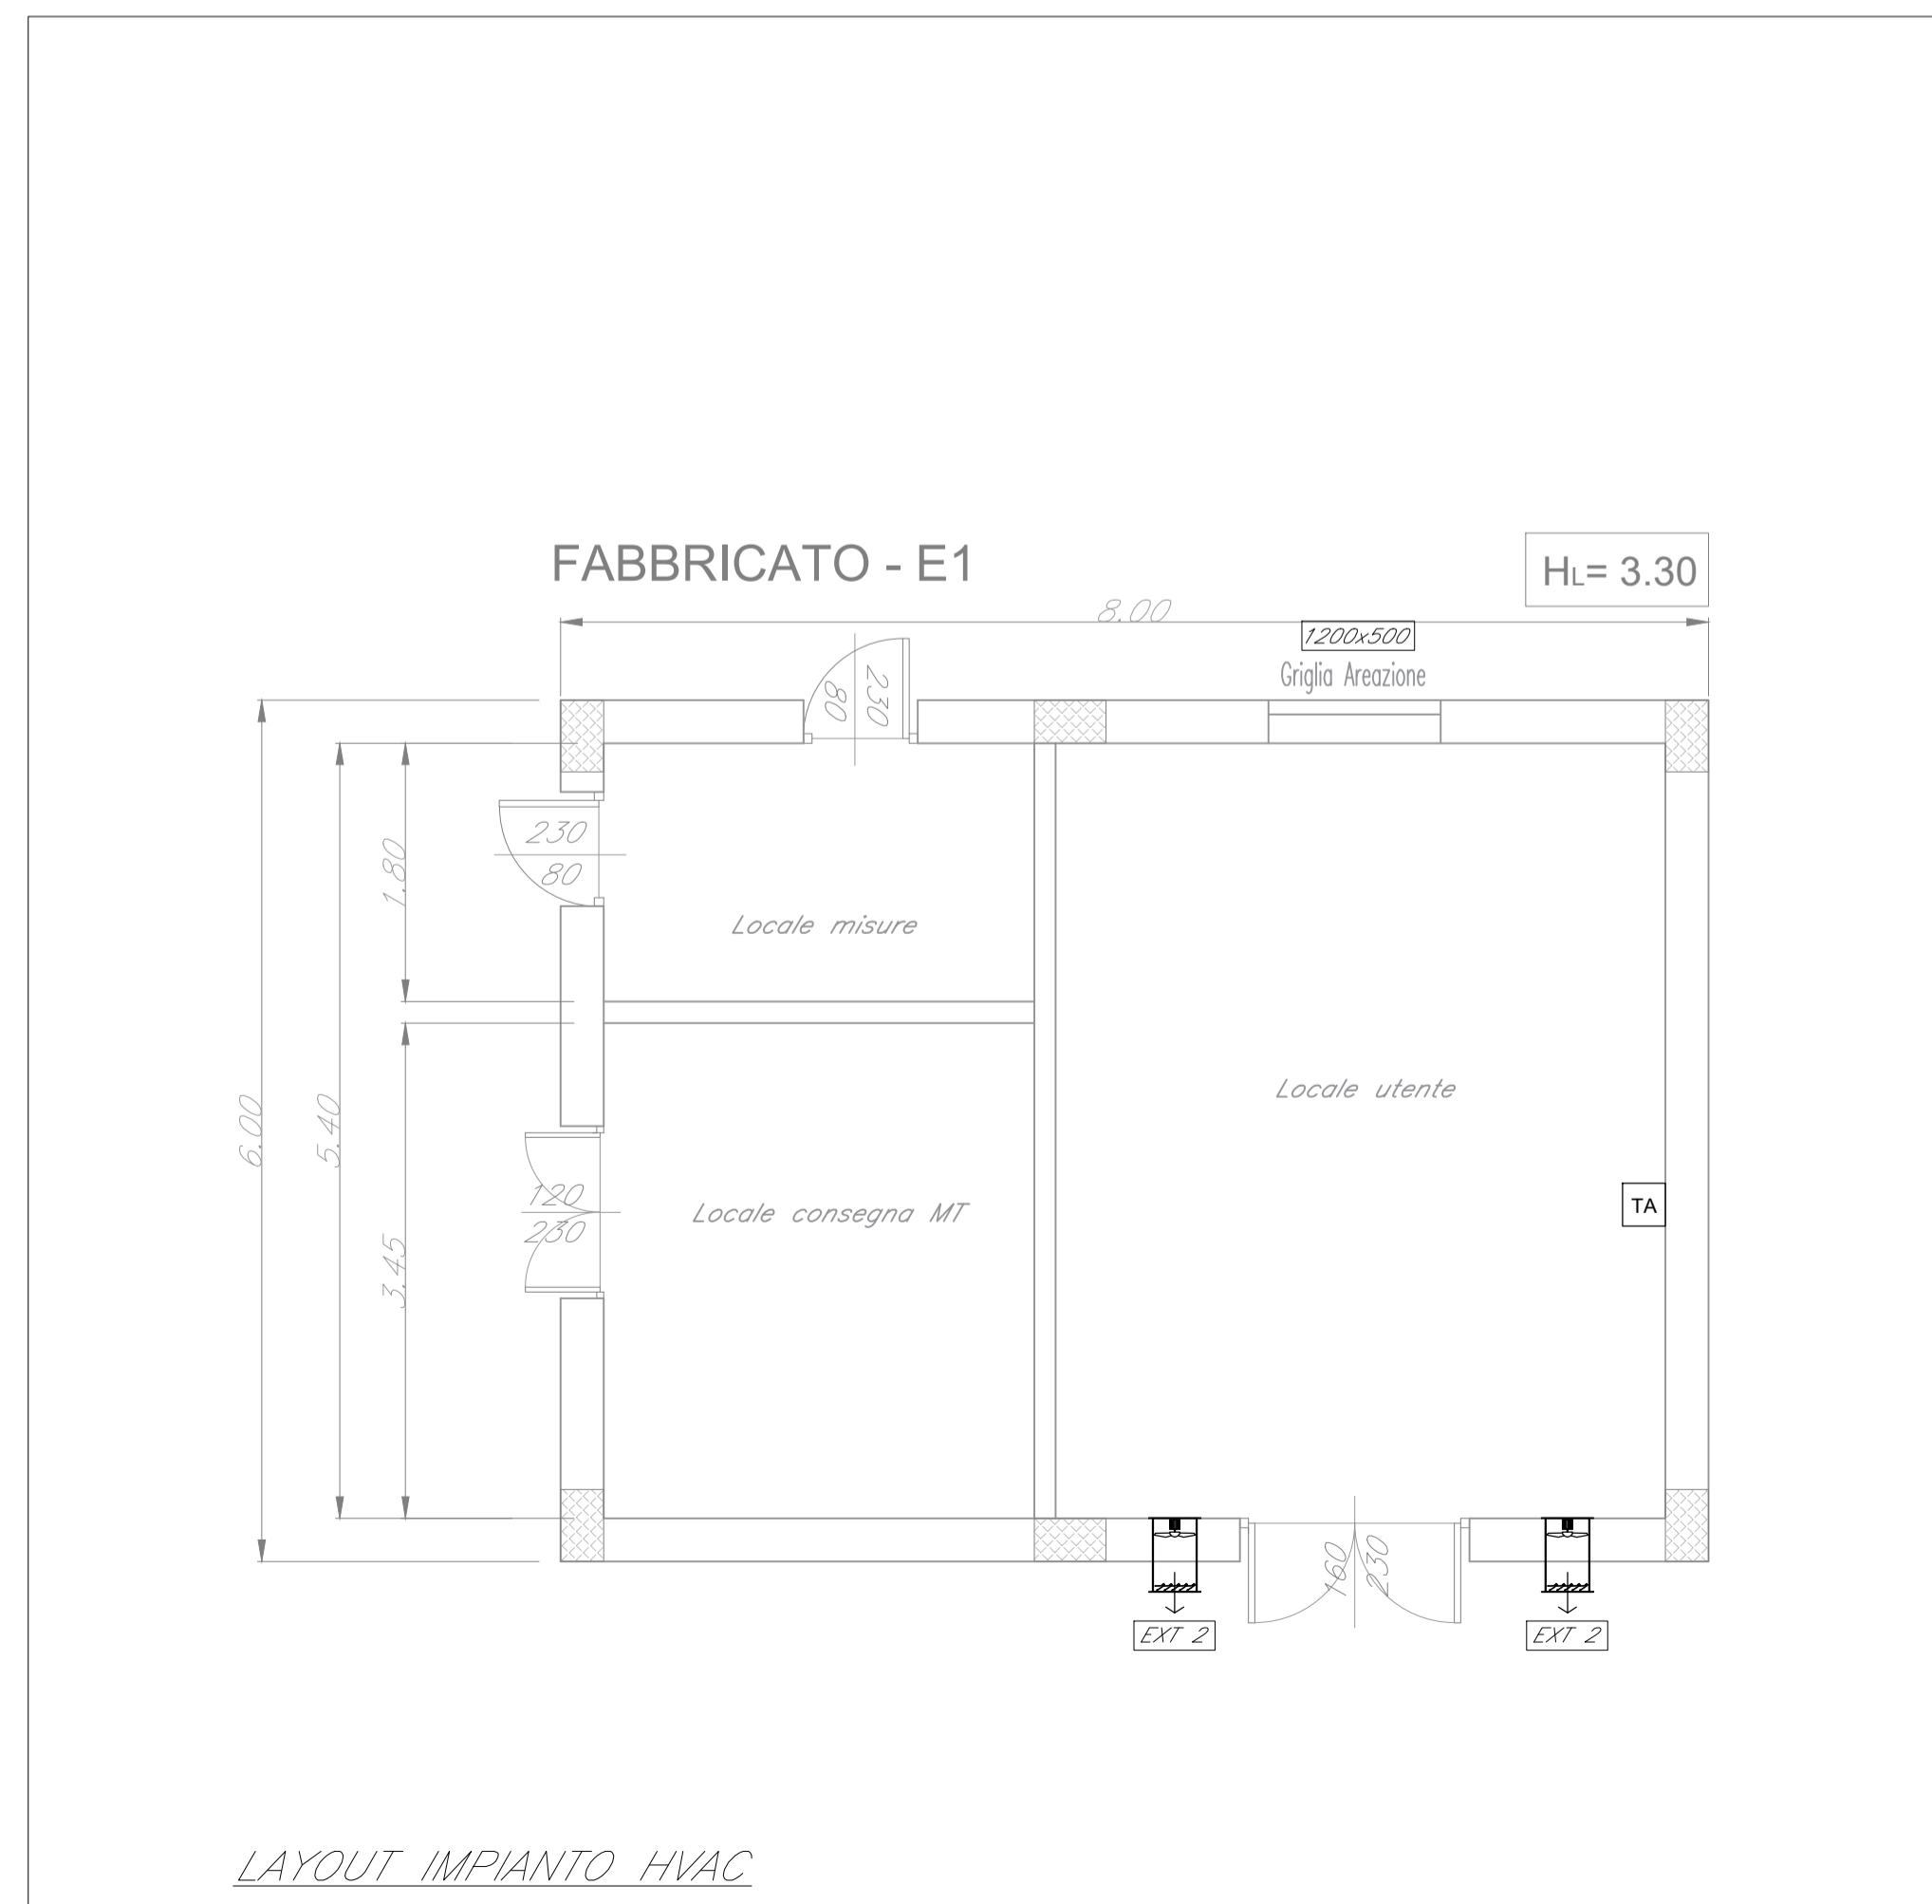 FABBRICATO - E1
HL= 3.30
8.00
1200x500
Griglia Areazione
80
230
230
80
1.80
Locale misure
6.00
5.40
Locale utente
120
230
Locale consegna MT
TA
3.45
160
230
EXT 2
EXT 2
LAYOUT IMPIANTO HVAC